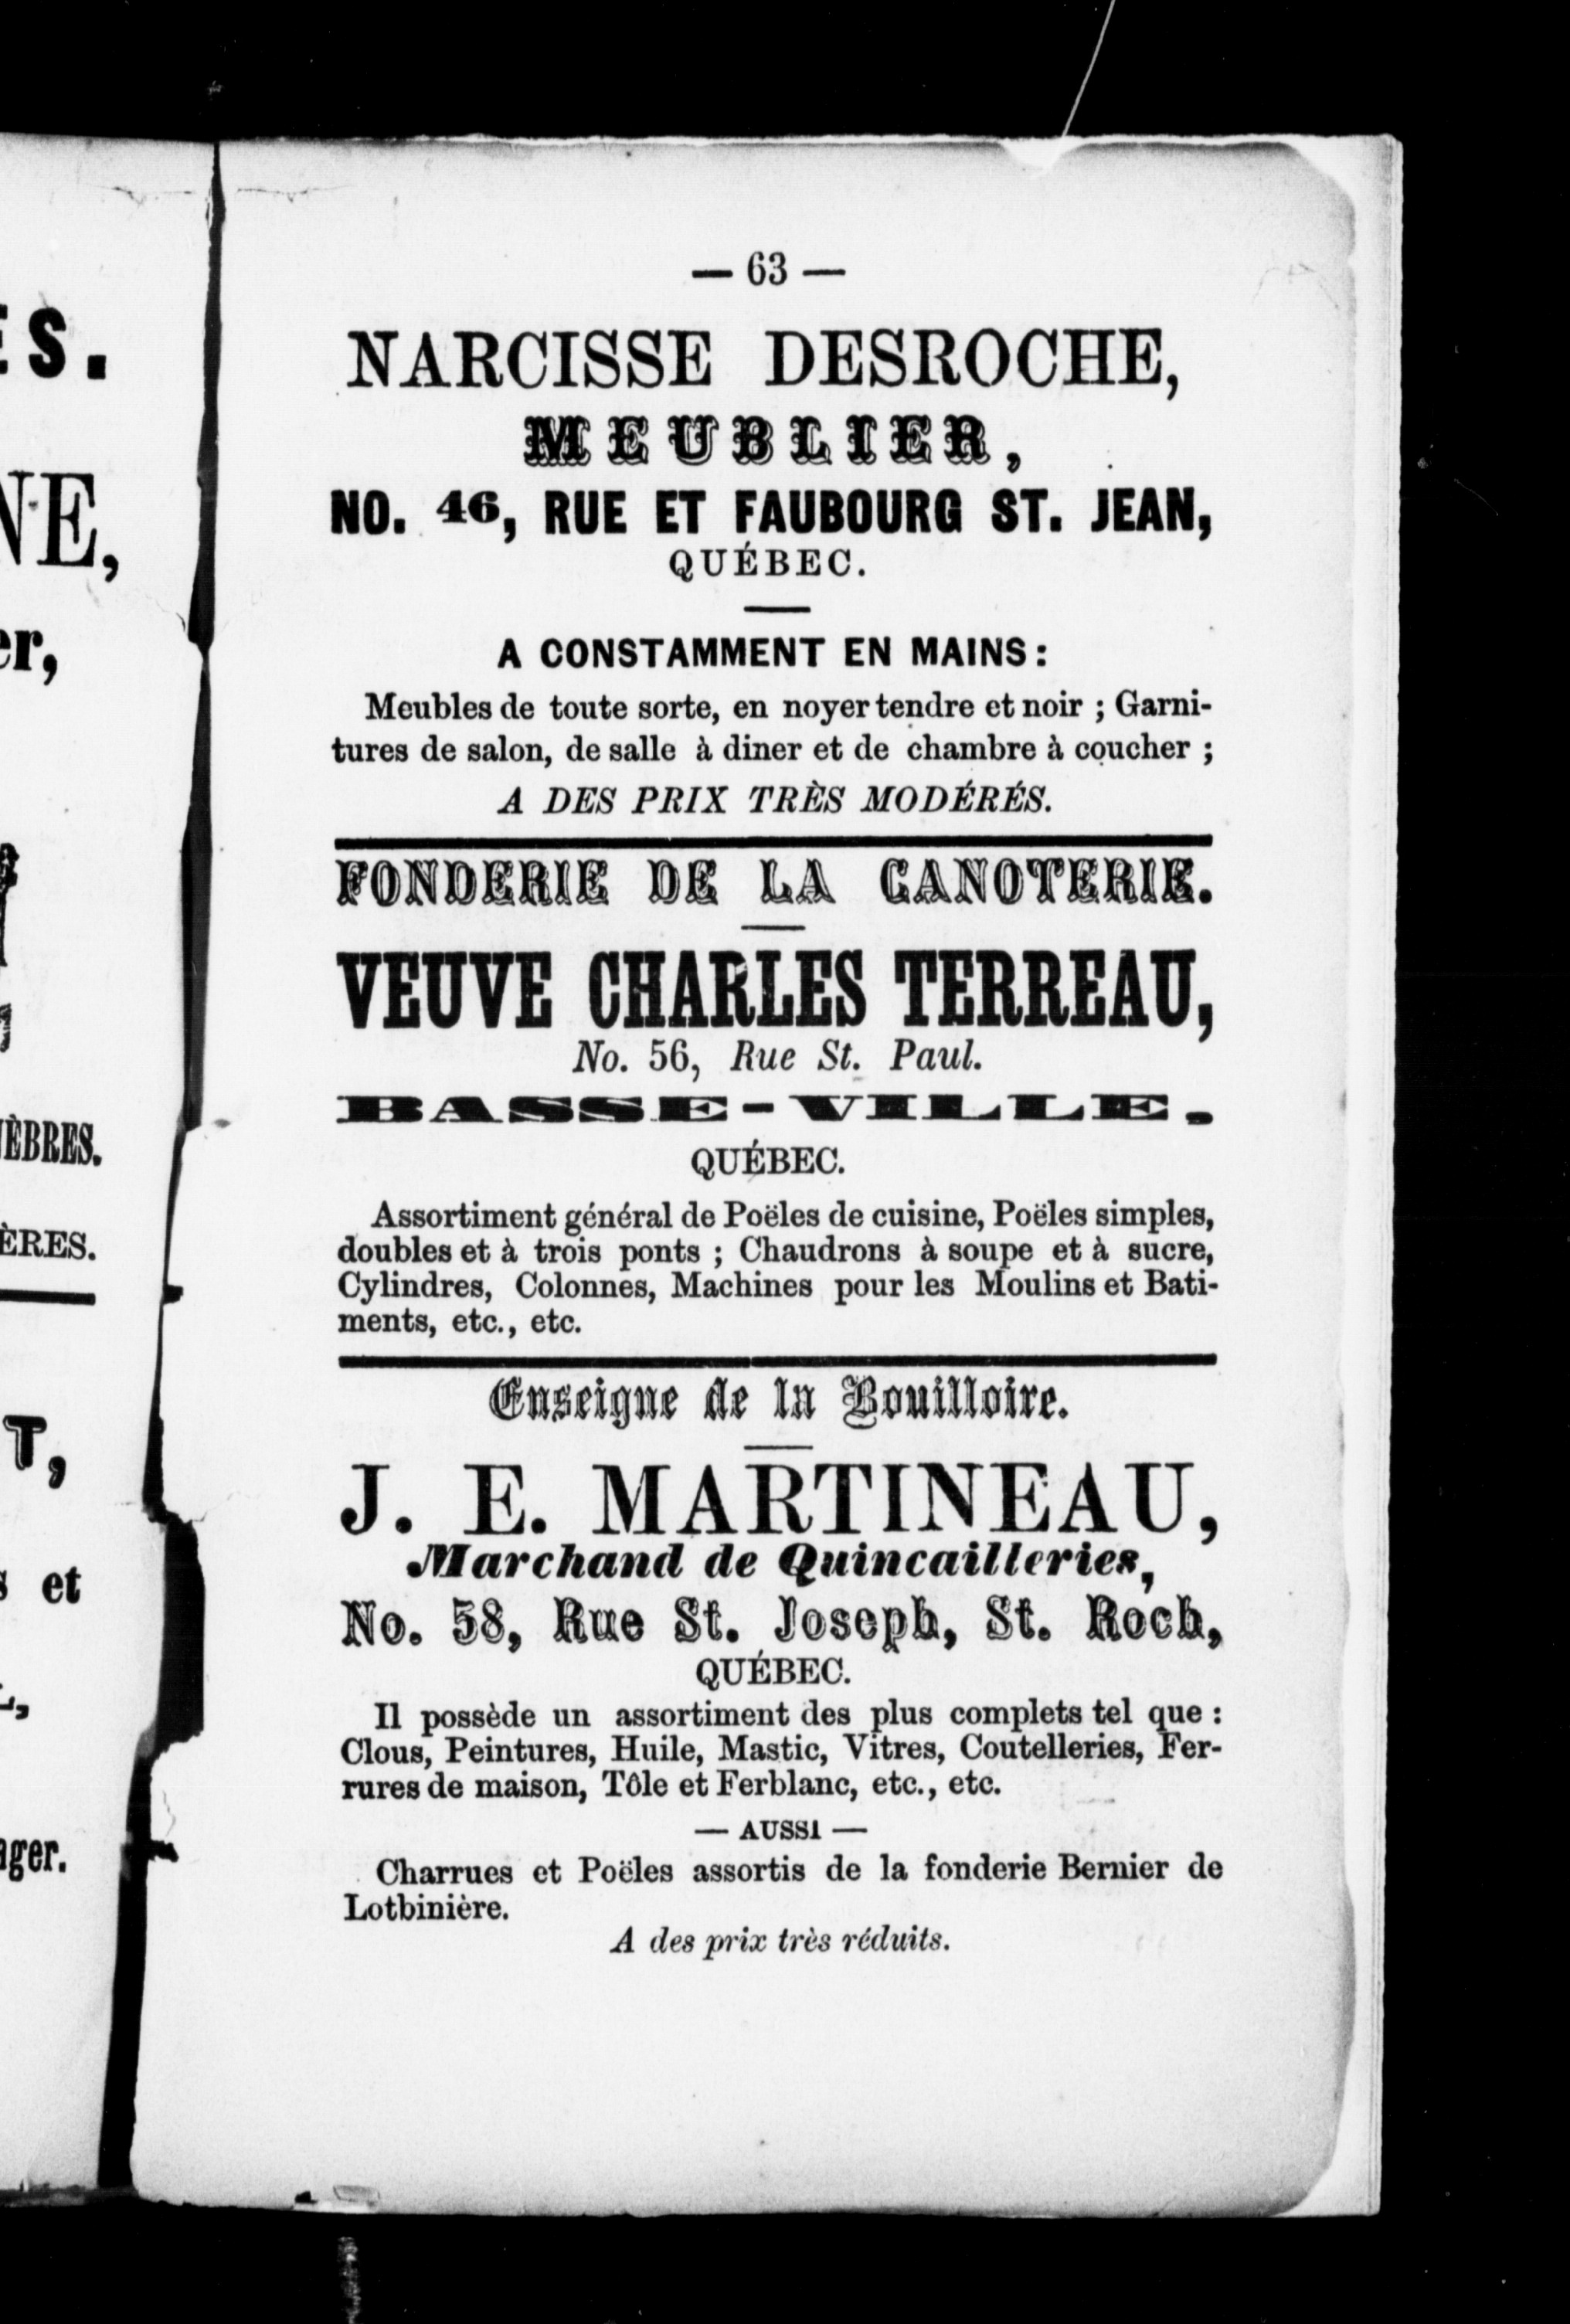 — 63 —
NARCISSE DESROCHE,
MEUBLIER,
NO. 46, RUE ET FAUBOURG ST. JEAN,
QUÉBEC.
A CONSTAMMENT EN MAINS:
Meubles de toute sorte, en noyer tendre et noir ; Garni-
tures de salon, de salle à diner et de chambre à coucher ;
A DES PRIX TRÈS MODÉRÉS.
FONDERIE DE LA CANOTERIE.
VEUVE CHARLES TERREAU,
No. 56, Rue St. Paul.
BASSE-VILLE.
QUÉBEC.
Assortiment général de Poëles de cuisine, Poëles simples,
doubles et à trois ponts ; Chaudrons à soupe et à sucre,
Cylindres, Colonnes, Machines pour les Moulins et Bati-
ments, etc., etc.
Enseigne de la Bouilloire.
J. E. MARTINEAU,
Marchand de Quincailleries,
No. 58, Rue St. Joseph, St. Roch,
QUÉBEC.
Il possède un assortiment des plus complets tel que :
Clous, Peintures, Huile, Mastic, Vitres, Coutelleries, Fer-
rures de maison, Tôle et Ferblanc, etc., etc.
— AUSSI —
Charrues et Poëles assortis de la fonderie Bernier de
Lotbinière.
A des prix très réduits.